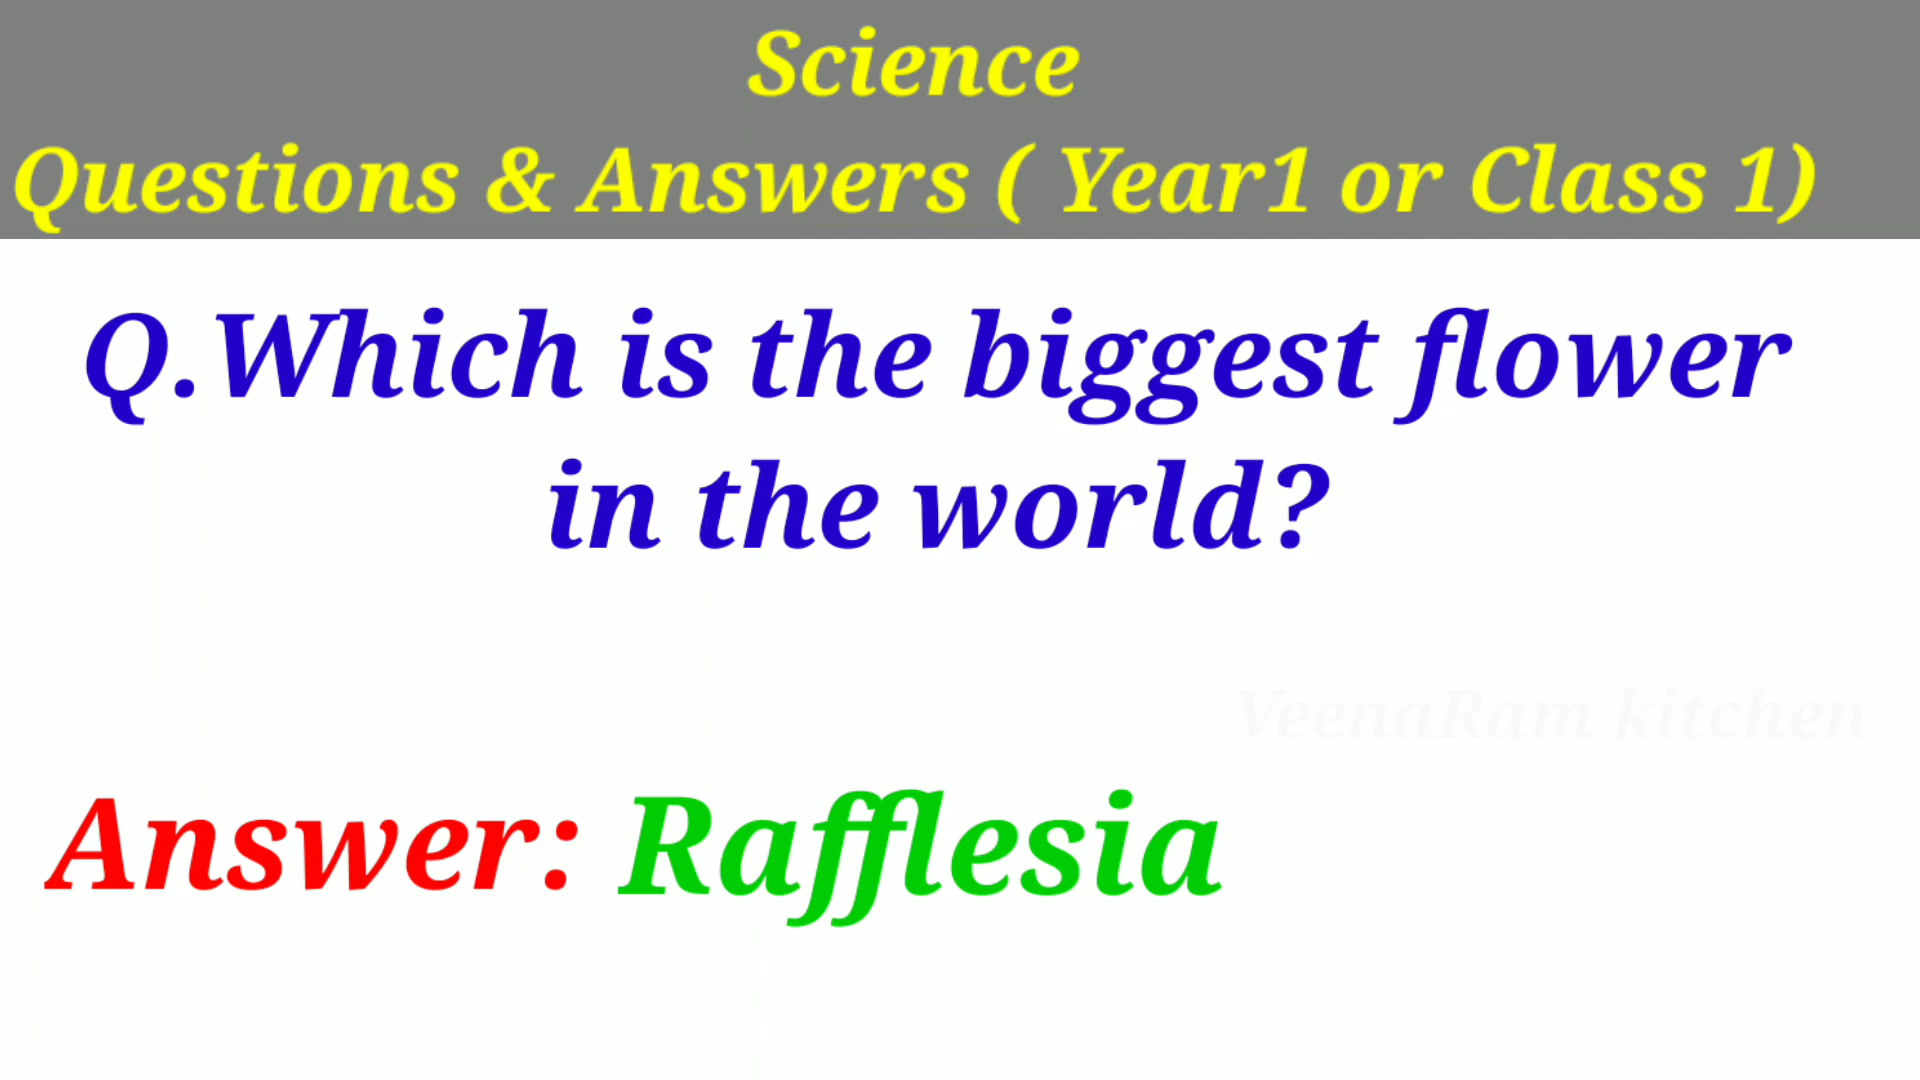 Science
Questions & Answers ( Year1 or Class 1)
Q.Which is the biggest flower
in the world?
VeenaRam kitchen
Answer: Rafflesia